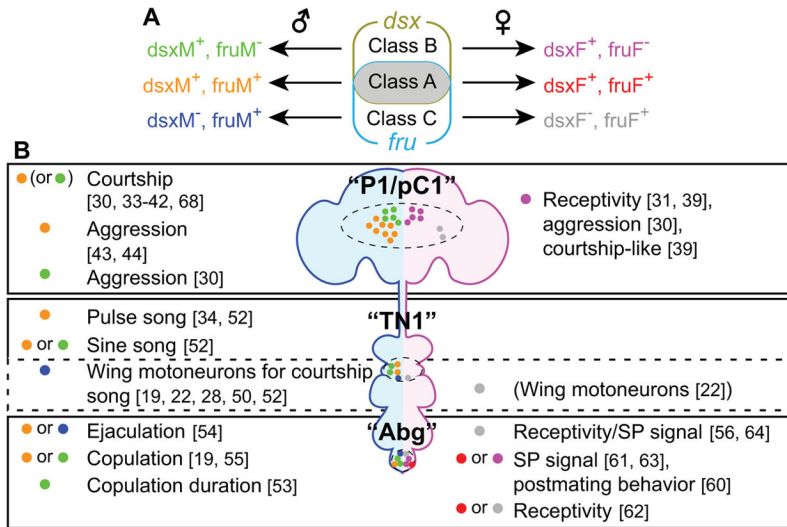 A
♂
dsx
♀
dsxM+, fruM-
Class B
dsxF+, fruF-
dsxM+, fruM+
Class A
dsxF+, fruF+
dsxM-, fruM+
Class C
dsxF-, fruF+
fru
B
(or ) Courtship
[30, 33-42, 68]
Aggression
[43, 44]
Aggression [30]
"P1/pC1"
Receptivity [31, 39],
aggression [30],
courtship-like [39]
Pulse song [34, 52]
or Sine song [52]
"TN1"
Wing motoneurons for courtship
song [19, 22, 28, 50, 52]
(Wing motoneurons [22])
or Ejaculation [54]
or Copulation [19, 55]
Copulation duration [53]
"Abg"
Receptivity/SP signal [56, 64]
or SP signal [61, 63],
postmating behavior [60]
or Receptivity [62]